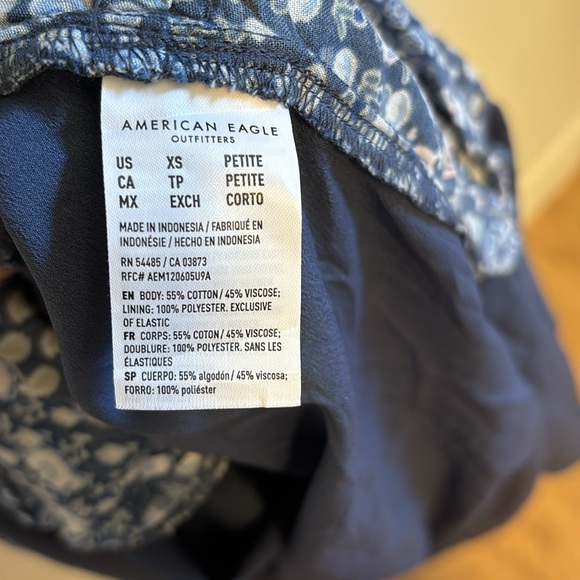 AMERICAN EAGLE
OUTFITTERS
US XS PETITE
CA TP PETITE
MX EXCH CORTO
MADE IN INDONESIA / FABRIQUÉ EN
INDONÉSIE / HECHO EN INDONESIA
RN 54485 / CA 03873
RFC# AEM120605U9A
EN BODY: 55% COTTON / 45% VISCOSE;
LINING: 100% POLYESTER. EXCLUSIVE
OF ELASTIC
FR CORPS: 55% COTON / 45% VISCOSE;
DOUBLURE: 100% POLYESTER. SANS LES
ÉLASTIQUES
SP CUERPO: 55% algodón / 45% viscosa;
FORRO: 100% poliéster